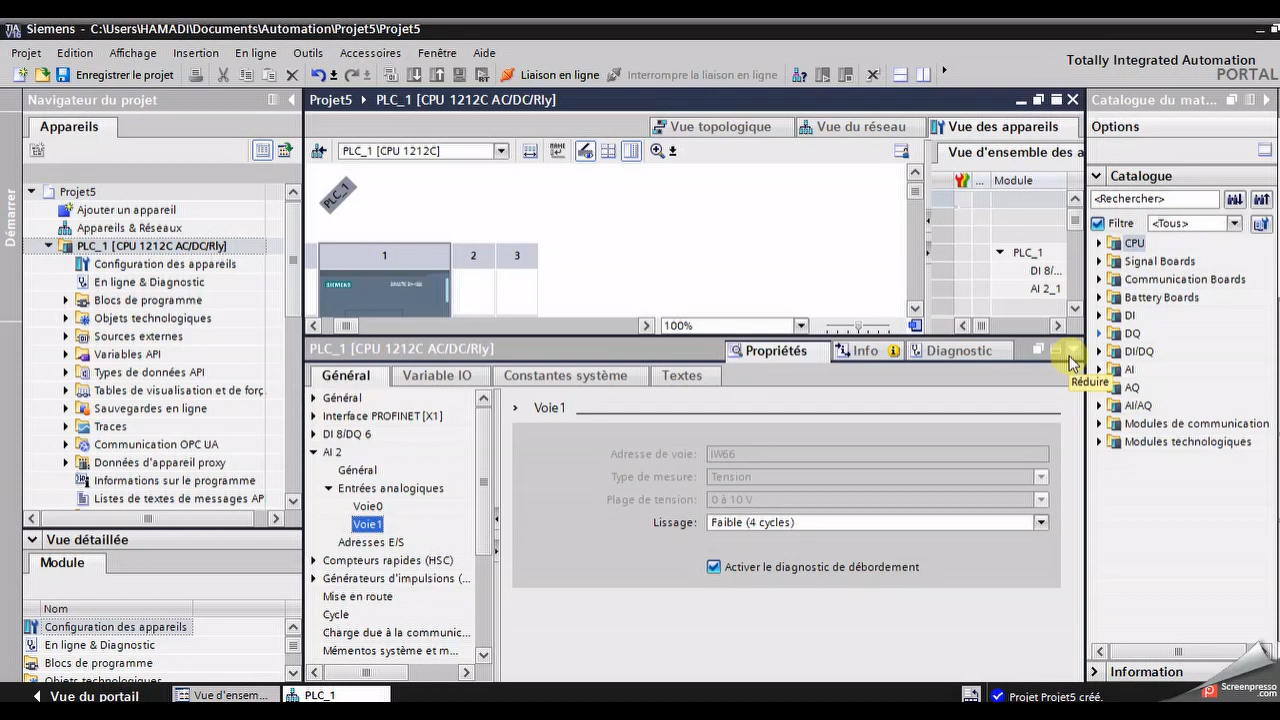 Siemens - C:\Users\HAMADI\Documents\Automation\Projet5\Projet5
Projet Edition Affichage Insertion En ligne Outils Accessoires Fenêtre Aide
Enregistrer le projet Liaison en ligne Interrompre la liaison en ligne
Totally Integrated Automation
PORTAL
Navigateur du projet
Appareils
Démarrer
Projet5
Ajouter un appareil
Appareils & Réseaux
PLC_1 [CPU 1212C AC/DC/Rly]
Configuration des appareils
En ligne & Diagnostic
Blocs de programme
Objets technologiques
Sources externes
Variables API
Types de données API
Tables de visualisation et de forç...
Sauvegardes en ligne
Traces
Communication OPC UA
Données d'appareil proxy
Informations sur le programme
Listes de textes de messages AP
Vue détaillée
Module
Nom
Configuration des appareils
En ligne & Diagnostic
Blocs de programme
Objets technologiques
Projet5 PLC_1 [CPU 1212C AC/DC/Rly]
Vue topologique Vue du réseau Vue des appareils
PLC_1 [CPU 1212C]
Vue d'ensemble des a
... Module
PLC_1
DI 8/...
AI 2_1
PLC_1
1 2 3
SIEMENS
100%
PLC_1 [CPU 1212C AC/DC/Rly]
Propriétés Info Diagnostic
Réduire
Général Variable IO Constantes système Textes
Général
Interface PROFINET [X1]
DI 8/DQ 6
AI 2
Général
Entrées analogiques
Voie0
Voie1
Adresses E/S
Compteurs rapides (HSC)
Générateurs d'impulsions (...
Mise en route
Cycle
Charge due à la communic...
Mémentos système et m...
Voie1
Adresse de voie: IW66
Type de mesure: Tension
Plage de tension: 0 à 10 V
Lissage: Faible (4 cycles)
Activer le diagnostic de débordement
Catalogue du mat...
Options
Catalogue
<Rechercher>
Filtre <Tous>
CPU
Signal Boards
Communication Boards
Battery Boards
DI
DQ
DI/DQ
AI
AQ
AI/AQ
Modules de communication
Modules technologiques
Information
Vue du portail
Vue d'ensem...
PLC_1
Projet Projet5 créé.
Screenpresso
.com